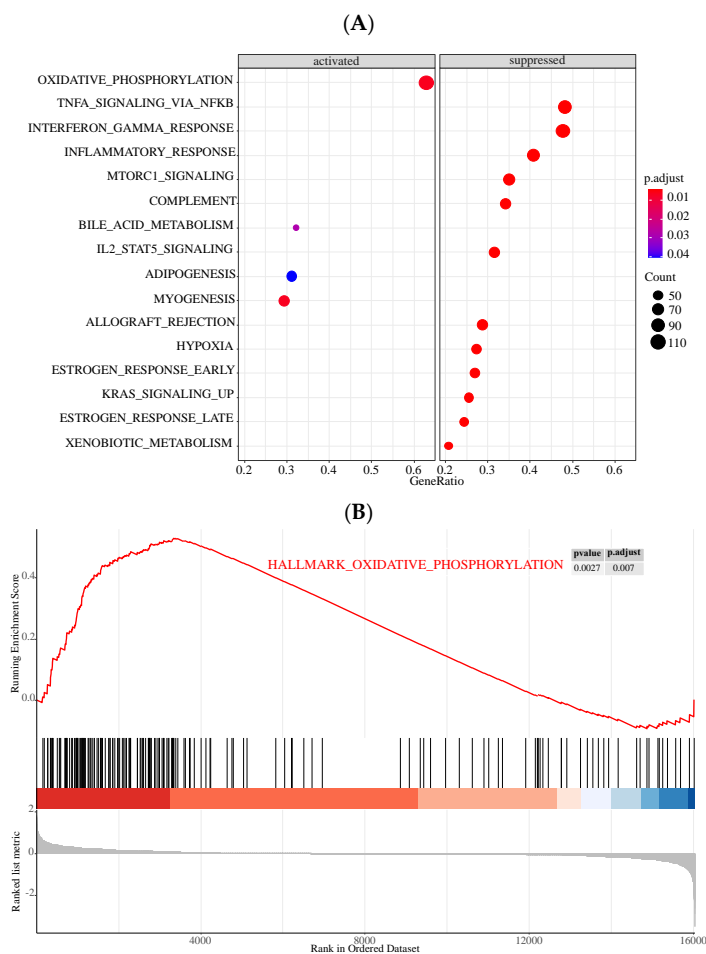 (A)
activated
suppressed
OXIDATIVE_PHOSPHORYLATION
TNFA_SIGNALING_VIA_NFKB
INTERFERON_GAMMA_RESPONSE
INFLAMMATORY_RESPONSE
MTORC1_SIGNALING
COMPLEMENT
BILE_ACID_METABOLISM
IL2_STAT5_SIGNALING
ADIPOGENESIS
MYOGENESIS
ALLOGRAFT_REJECTION
HYPOXIA
ESTROGEN_RESPONSE_EARLY
KRAS_SIGNALING_UP
ESTROGEN_RESPONSE_LATE
XENOBIOTIC_METABOLISM
0.2 0.3 0.4 0.5 0.6 0.2 0.3 0.4 0.5 0.6
GeneRatio
p.adjust
0.01
0.02
0.03
0.04
Count
50
70
90
110
(B)
Running Enrichment Score
0.4
0.2
0.0
HALLMARK_OXIDATIVE_PHOSPHORYLATION
pvalue p.adjust
0.0027 0.007
Ranked list metric
2
0
-2
4000 8000 12000 16000
Rank in Ordered Dataset